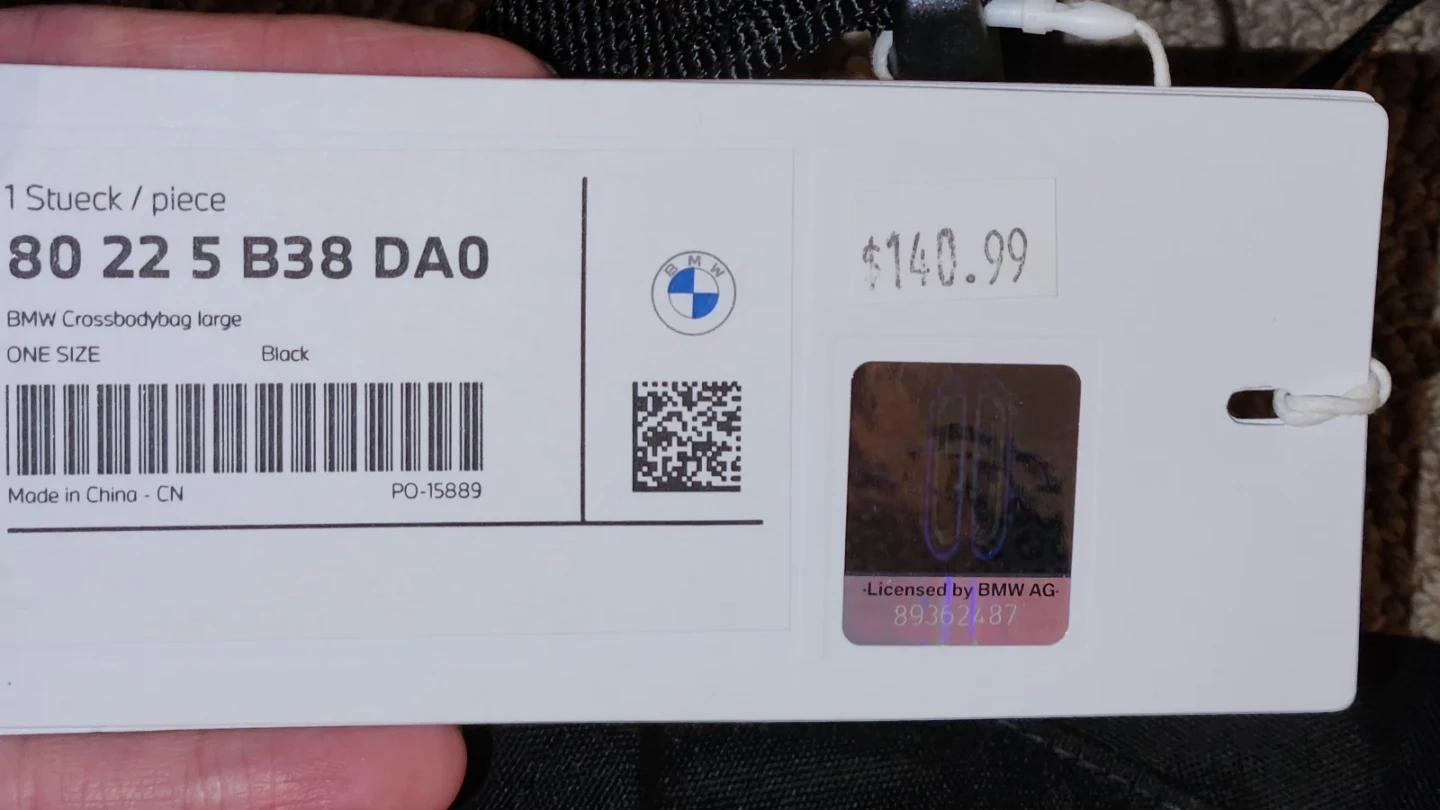 1 Stueck / piece
80 22 5 B38 DA0
BMW Crossbodybag large
ONE SIZE Black
Made in China - CN PO-15889
BMW
$140.99
·Licensed by BMW AG·
89362487